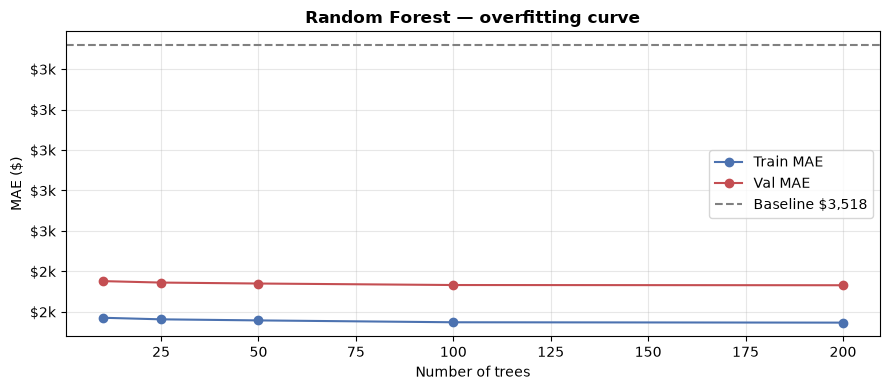 Random Forest — overfitting curve
$3k
$3k
$3k
$3k
$3k
$2k
$2k
MAE ($)
Train MAE
Val MAE
Baseline $3,518
25 50 75 100 125 150 175 200
Number of trees